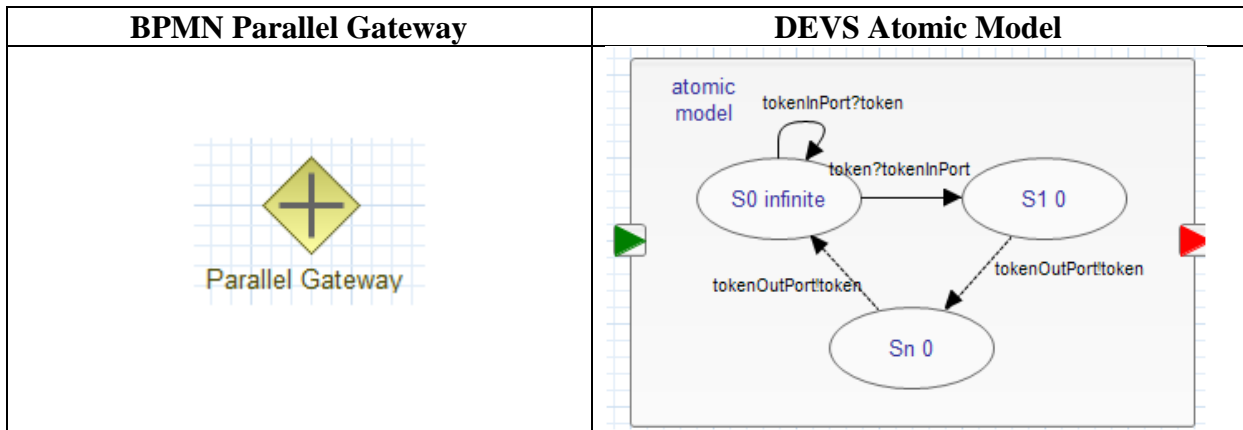 BPMN Parallel Gateway
DEVS Atomic Model
Parallel Gateway
atomic
model
tokenInPort?token
token?tokenInPort
S0 infinite
S1 0
tokenOutPort!token
tokenOutPort!token
Sn 0